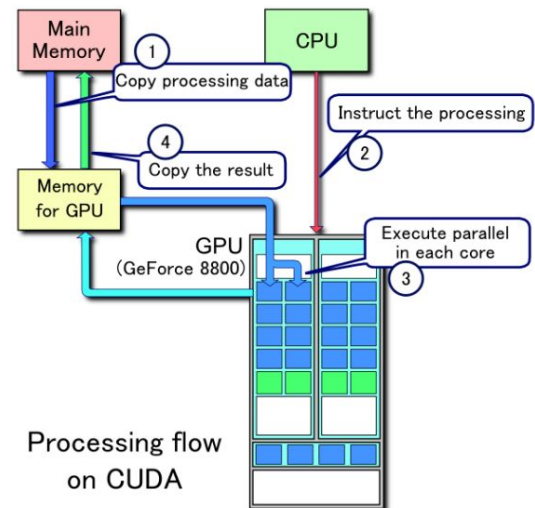 Main
Memory
CPU
1
Copy processing data
Instruct the processing
2
4
Copy the result
Memory
for GPU
GPU
(GeForce 8800)
Execute parallel
in each core
3
Processing flow
on CUDA